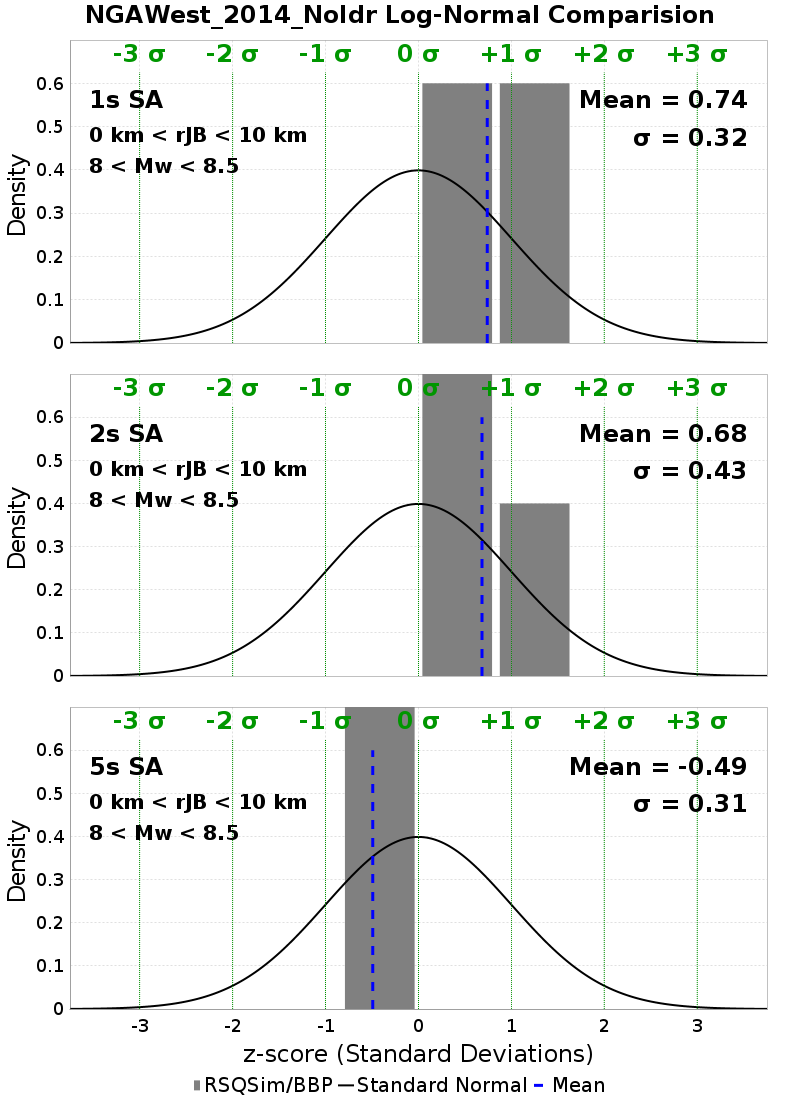 NGAWest_2014_NoIdr Log-Normal Comparision
-3 σ -2 σ -1 σ 0 σ +1 σ +2 σ +3 σ
0.6
1s SA Mean = 0.74
0.5
0 km < rJB < 10 km σ = 0.32
0.4
8 < Mw < 8.5
Density
0.3
0.2
0.1
0
-3 σ -2 σ -1 σ 0 σ +1 σ +2 σ +3 σ
0.6
2s SA Mean = 0.68
0.5
0 km < rJB < 10 km σ = 0.43
0.4
8 < Mw < 8.5
Density
0.3
0.2
0.1
0
-3 σ -2 σ -1 σ 0 σ +1 σ +2 σ +3 σ
0.6
5s SA Mean = -0.49
0.5
0 km < rJB < 10 km σ = 0.31
0.4
8 < Mw < 8.5
Density
0.3
0.2
0.1
0
-3 -2 -1 0 1 2 3
z-score (Standard Deviations)
RSQSim/BBP Standard Normal Mean